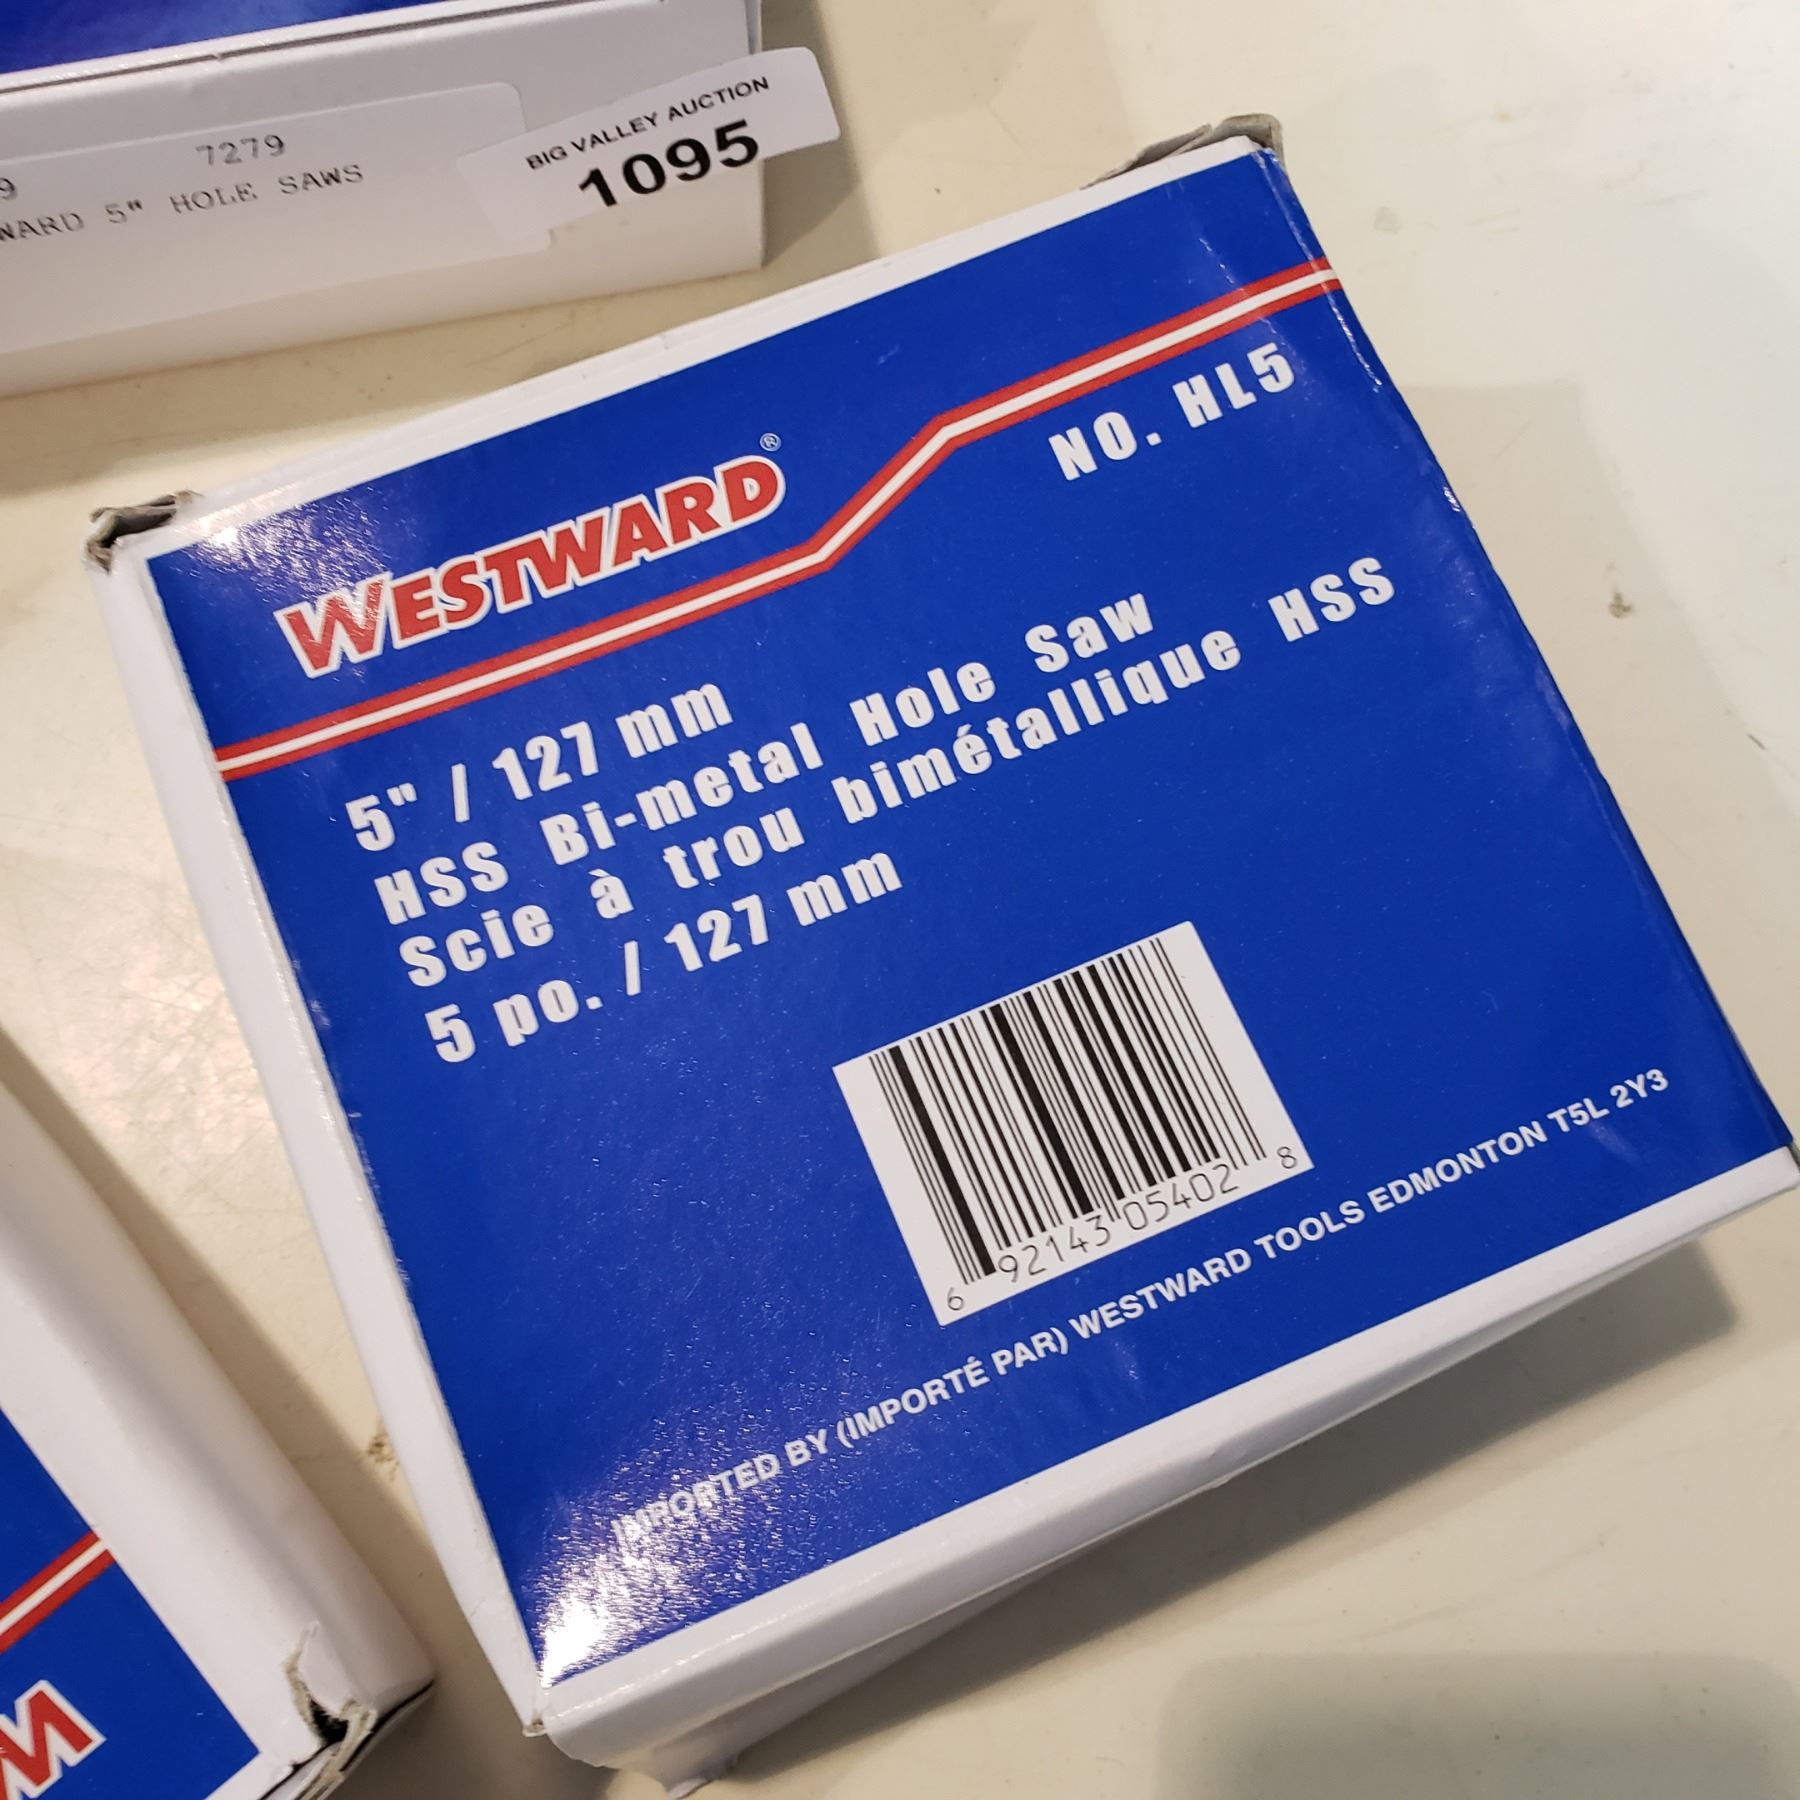 7279
5" HOLE SAWS
BIG VALLEY AUCTION
1095
WESTWARD®
NO. HL5
5" / 127 mm
HSS Bi-metal Hole Saw
Scie à trou bimétallique HSS
5 po. / 127 mm
6 92143 05402 8
IMPORTED BY (IMPORTÉ PAR) WESTWARD TOOLS EDMONTON T5L 2Y3